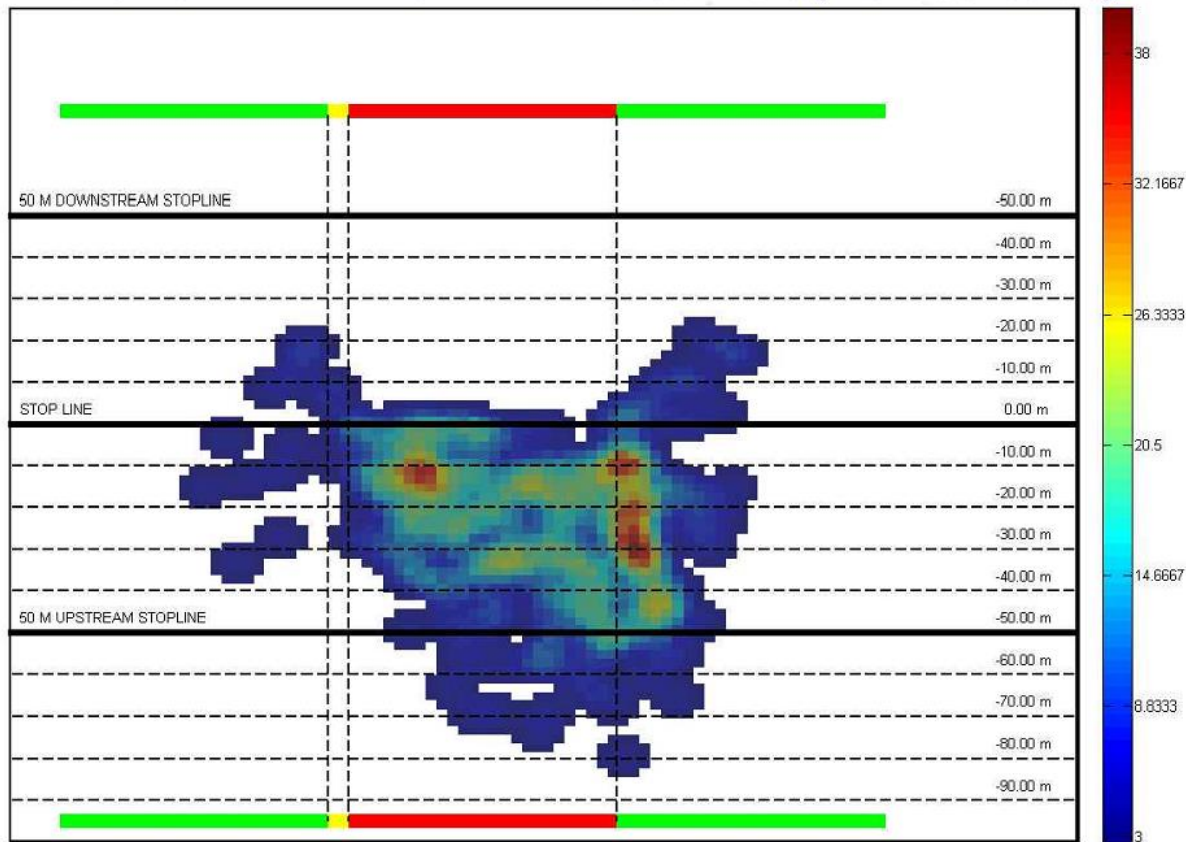 38
32.1667
50 M DOWNSTREAM STOPLINE -50.00 m
-40.00 m
-30.00 m
26.3333
-20.00 m
-10.00 m
STOP LINE 0.00 m
20.5
-10.00 m
-20.00 m
-30.00 m
14.6667
-40.00 m
50 M UPSTREAM STOPLINE -50.00 m
-60.00 m
-70.00 m
8.8333
-80.00 m
-90.00 m
3